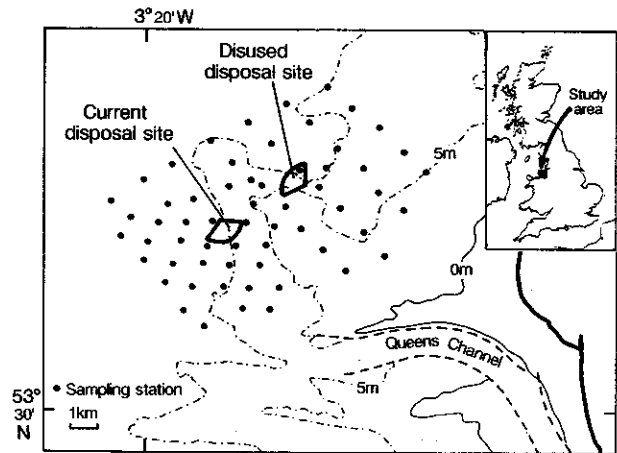 3° 20' W
Disused
disposal site
Current
disposal site
Study
area
5m
0m
Queens Channel
5m
• Sampling station
1km
53°
30'
N